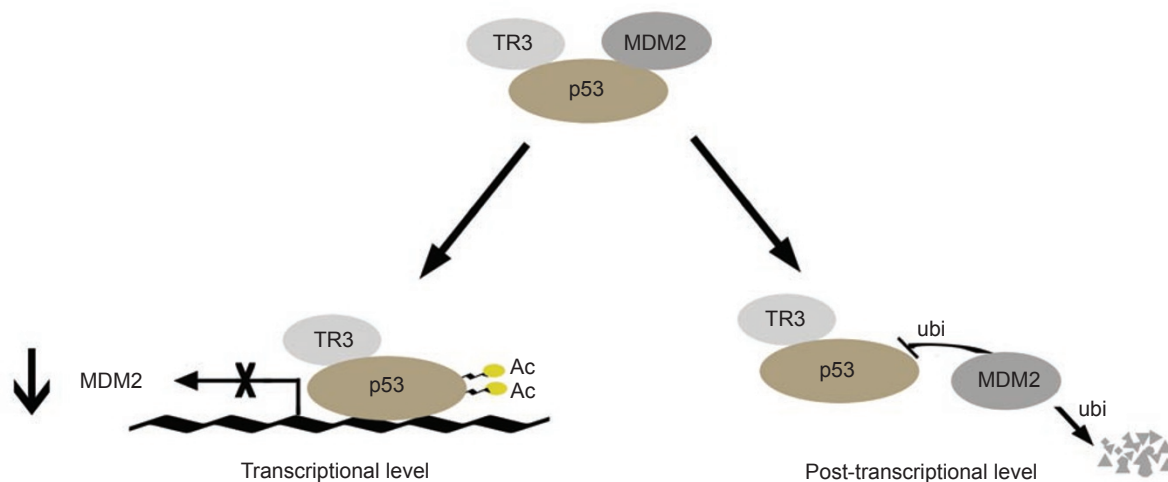 TR3
MDM2
p53
TR3
MDM2
p53
Ac
Ac
Transcriptional level
TR3
ubi
p53
MDM2
ubi
Post-transcriptional level